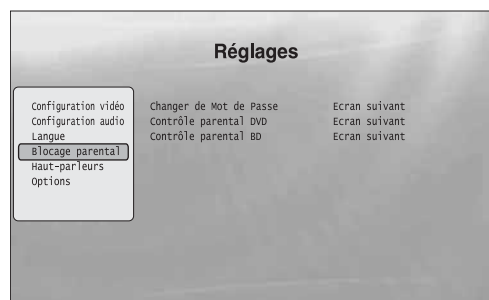 Réglages
Configuration vidéo
Configuration audio
Langue
Blocage parental
Haut-parleurs
Options
Changer de Mot de Passe Ecran suivant
Contrôle parental DVD Ecran suivant
Contrôle parental BD Ecran suivant